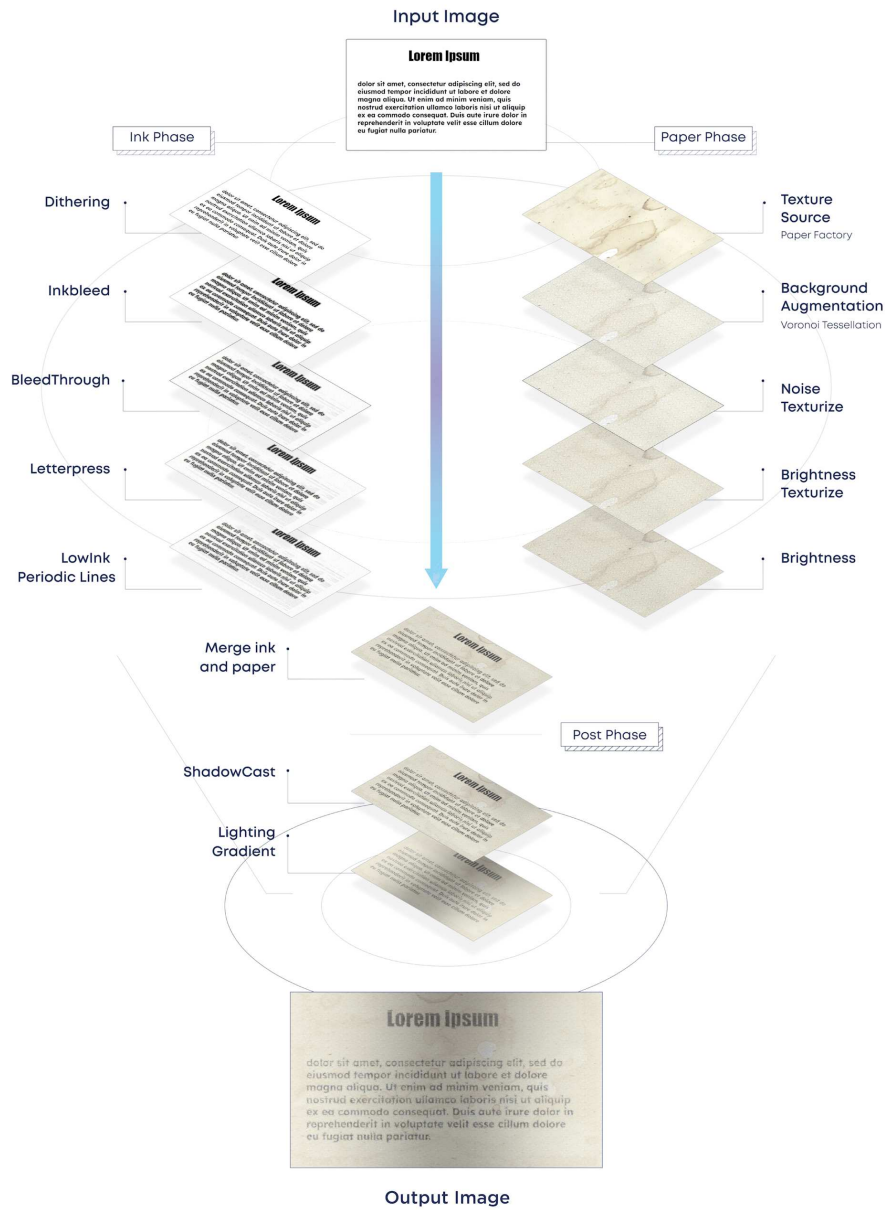 Input Image
Lorem Ipsum
dolor sit amet, consectetur adipiscing elit, sed do
eiusmod tempor incididunt ut labore et dolore
magna aliqua. Ut enim ad minim veniam, quis
nostrud exercitation ullamco laboris nisi ut aliquip
ex ea commodo consequat. Duis aute irure dolor in
reprehenderit in voluptate velit esse cillum dolore
eu fugiat nulla pariatur.
Ink Phase
Paper Phase
Dithering
Inkbleed
BleedThrough
Letterpress
LowInk
Periodic Lines
Texture
Source
Paper Factory
Background
Augmentation
Voronoi Tessellation
Noise
Texturize
Brightness
Texturize
Brightness
Merge ink
and paper
Post Phase
ShadowCast
Lighting
Gradient
Lorem Ipsum
dolor sit amet, consectetur adipiscing elit, sed do
eiusmod tempor incididunt ut labore et dolore
magna aliqua. Ut enim ad minim veniam, quis
nostrud exercitation ullamco laboris nisi ut aliquip
ex ea commodo consequat. Duis aute irure dolor in
reprehenderit in voluptate velit esse cillum dolore
eu fugiat nulla pariatur.
Output Image